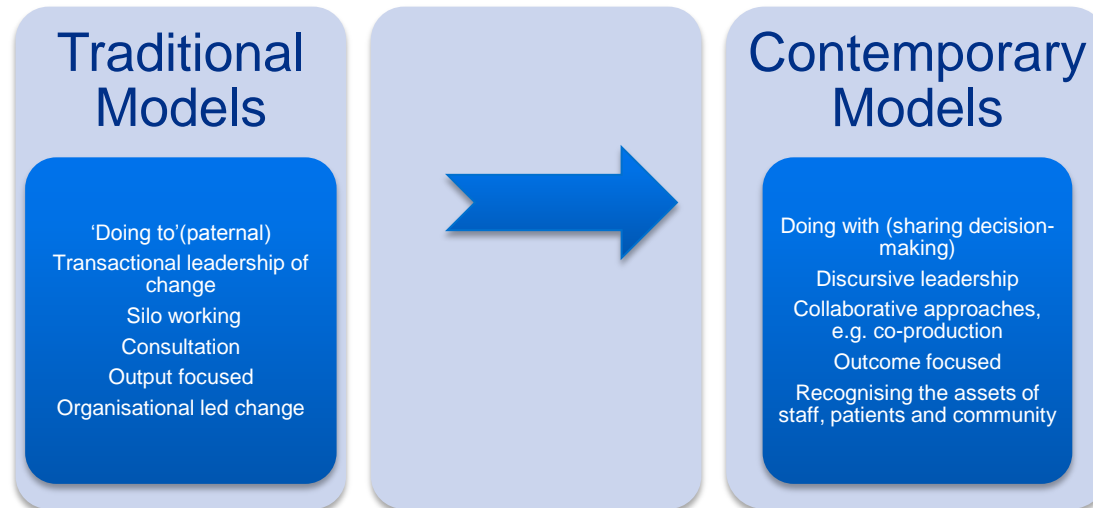 Traditional
Models
‘Doing to’(paternal)
Transactional leadership of
change
Silo working
Consultation
Output focused
Organisational led change
Contemporary
Models
Doing with (sharing decision-
making)
Discursive leadership
Collaborative approaches,
e.g. co-production
Outcome focused
Recognising the assets of
staff, patients and community